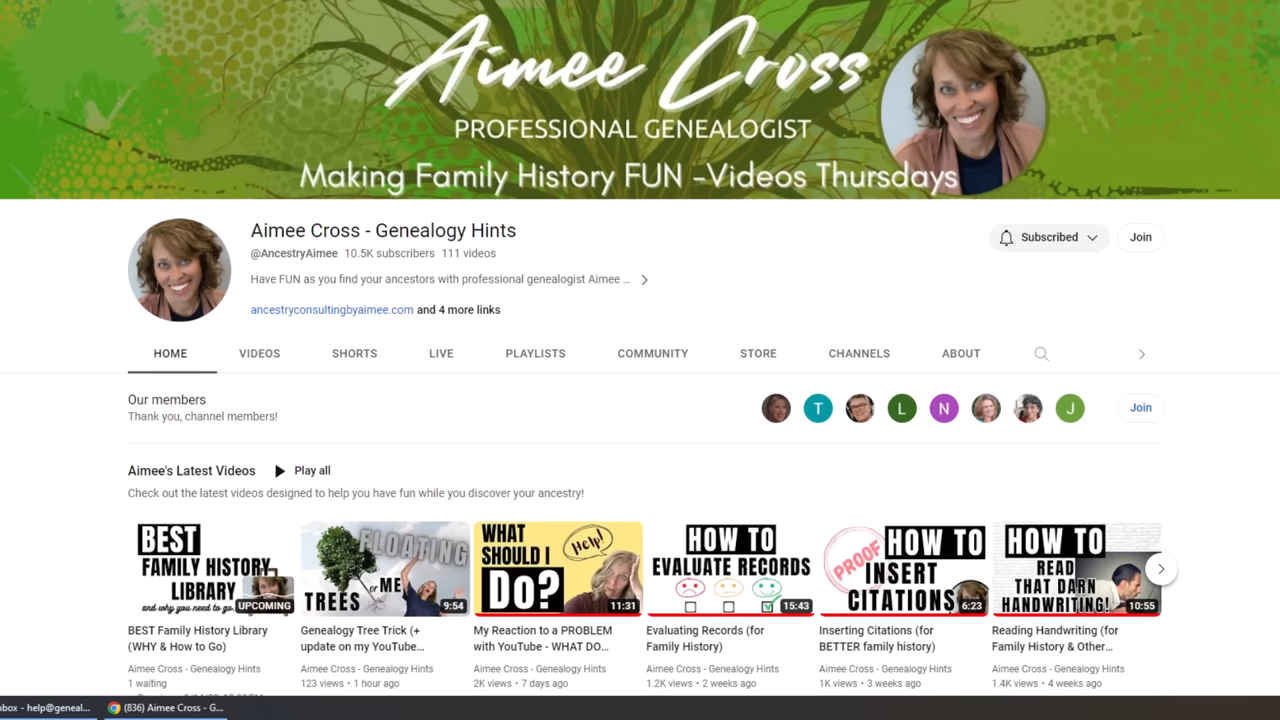 Aimee Cross
PROFESSIONAL GENEALOGIST
Making Family History FUN -Videos Thursdays
Aimee Cross - Genealogy Hints
@AncestryAimee 10.5K subscribers 111 videos
Have FUN as you find your ancestors with professional genealogist Aimee ...
ancestryconsultingbyaimee.com and 4 more links
Subscribed
Join
HOME VIDEOS SHORTS LIVE PLAYLISTS COMMUNITY STORE CHANNELS ABOUT
Our members
Thank you, channel members!
T L N J
Join
Aimee's Latest Videos Play all
Check out the latest videos designed to help you have fun while you discover your ancestry!
BEST
FAMILY HISTORY
LIBRARY
and why you need to go.
UPCOMING
BEST Family History Library
(WHY & How to Go)
Aimee Cross - Genealogy Hints
1 waiting
FLOATING
or ME
TREES
9:54
Genealogy Tree Trick (+
update on my YouTube...
Aimee Cross - Genealogy Hints
123 views • 1 hour ago
WHAT
SHOULD I
Do?
Help!
11:31
My Reaction to a PROBLEM
with YouTube - WHAT DO...
Aimee Cross - Genealogy Hints
2K views • 7 days ago
HOW TO
EVALUATE RECORDS
15:43
Evaluating Records (for
Family History)
Aimee Cross - Genealogy Hints
1.2K views • 2 weeks ago
PROOF
HOW TO
INSERT
CITATIONS
6:23
Inserting Citations (for
BETTER family history)
Aimee Cross - Genealogy Hints
1K views • 3 weeks ago
HOW TO
READ
THAT DARN
HANDWRITING!
10:55
Reading Handwriting (for
Family History & Other...
Aimee Cross - Genealogy Hints
1.4K views • 4 weeks ago
nbox - help@geneal...
(836) Aimee Cross - G...